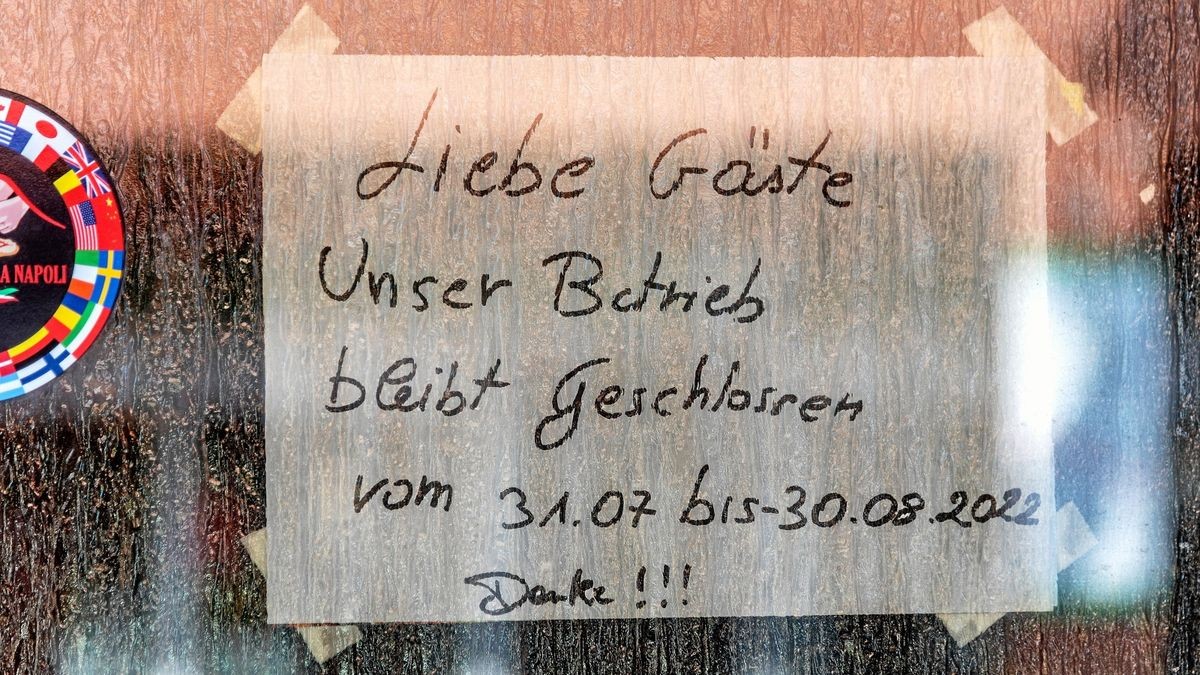 Liebe Gäste
Unser Betrieb
bleibt Geschlossen
vom 31.07 bis-30.08.2022
Danke !!!
A NAPOLI